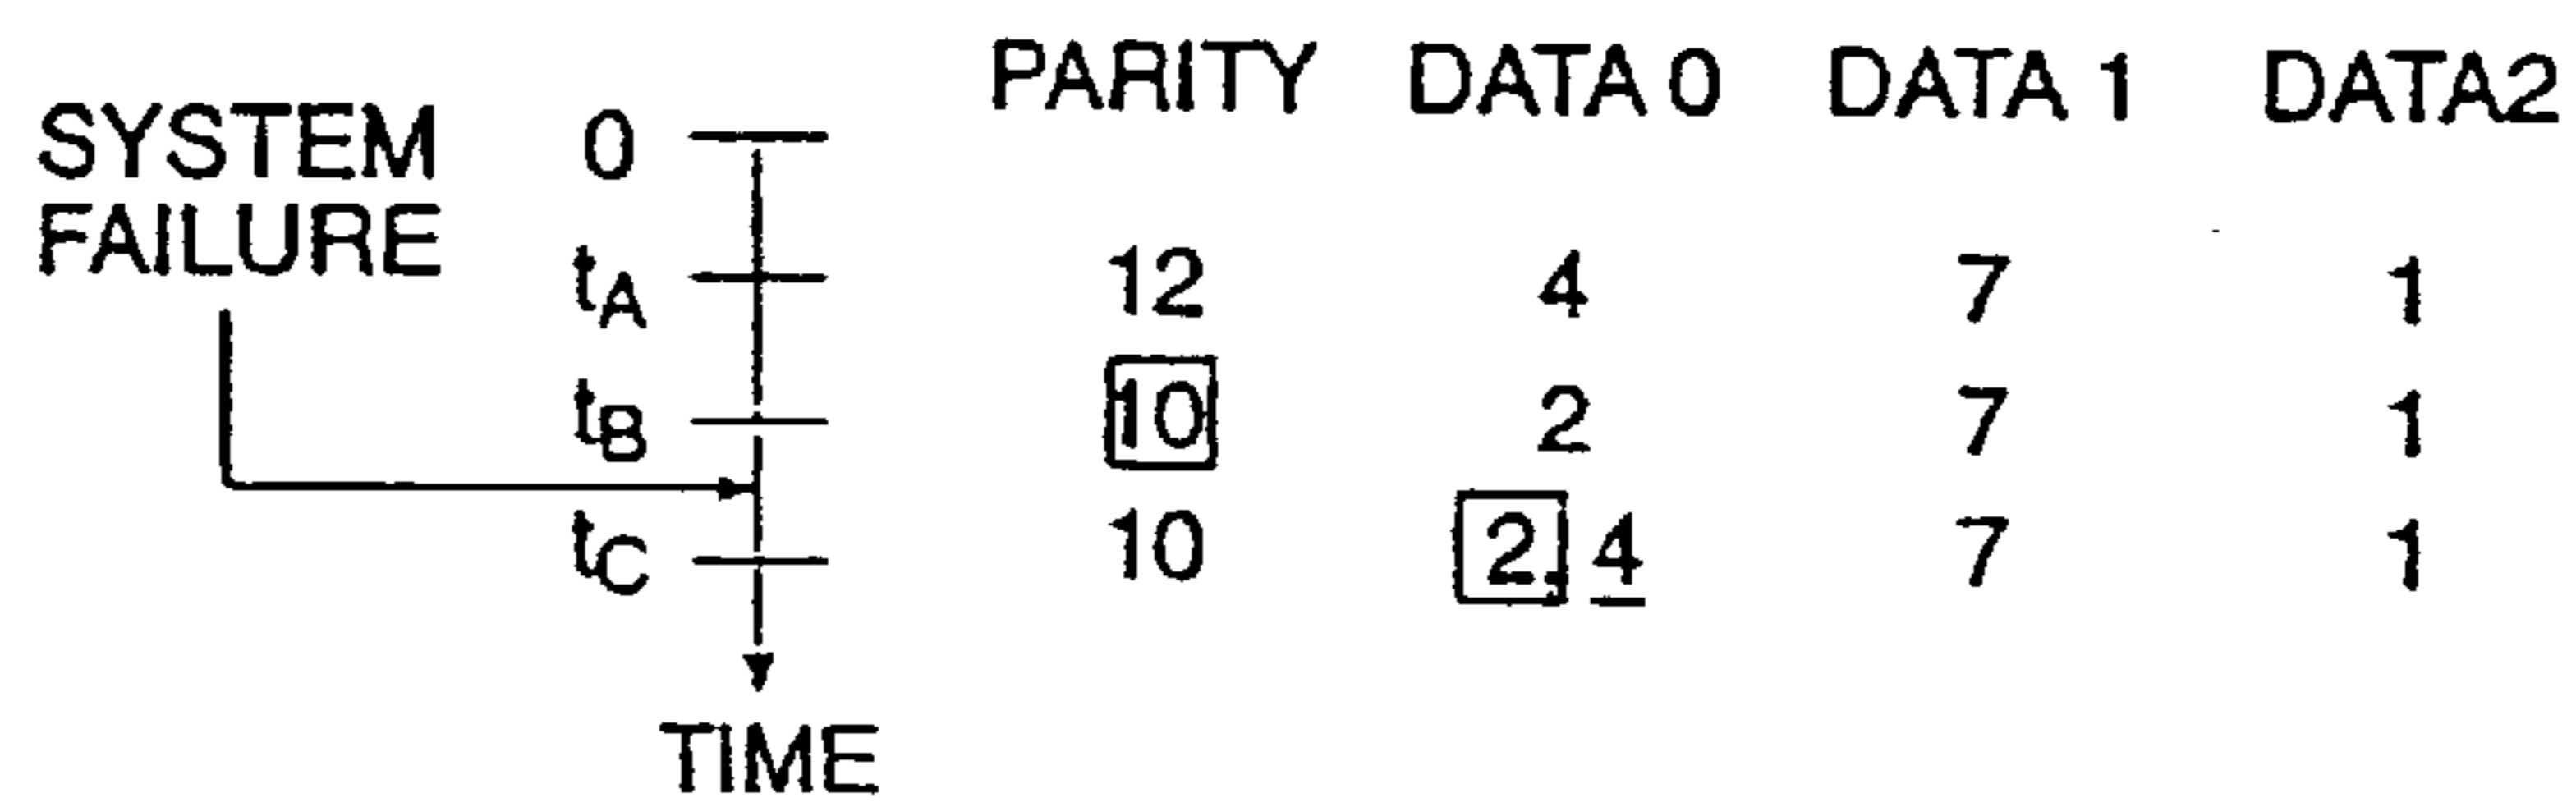 PARITY DATA 0 DATA 1 DATA2
SYSTEM
FAILURE
0
tA 12 4 7 1
tB 10 2 7 1
tC 10 2. 4 7 1
TIME